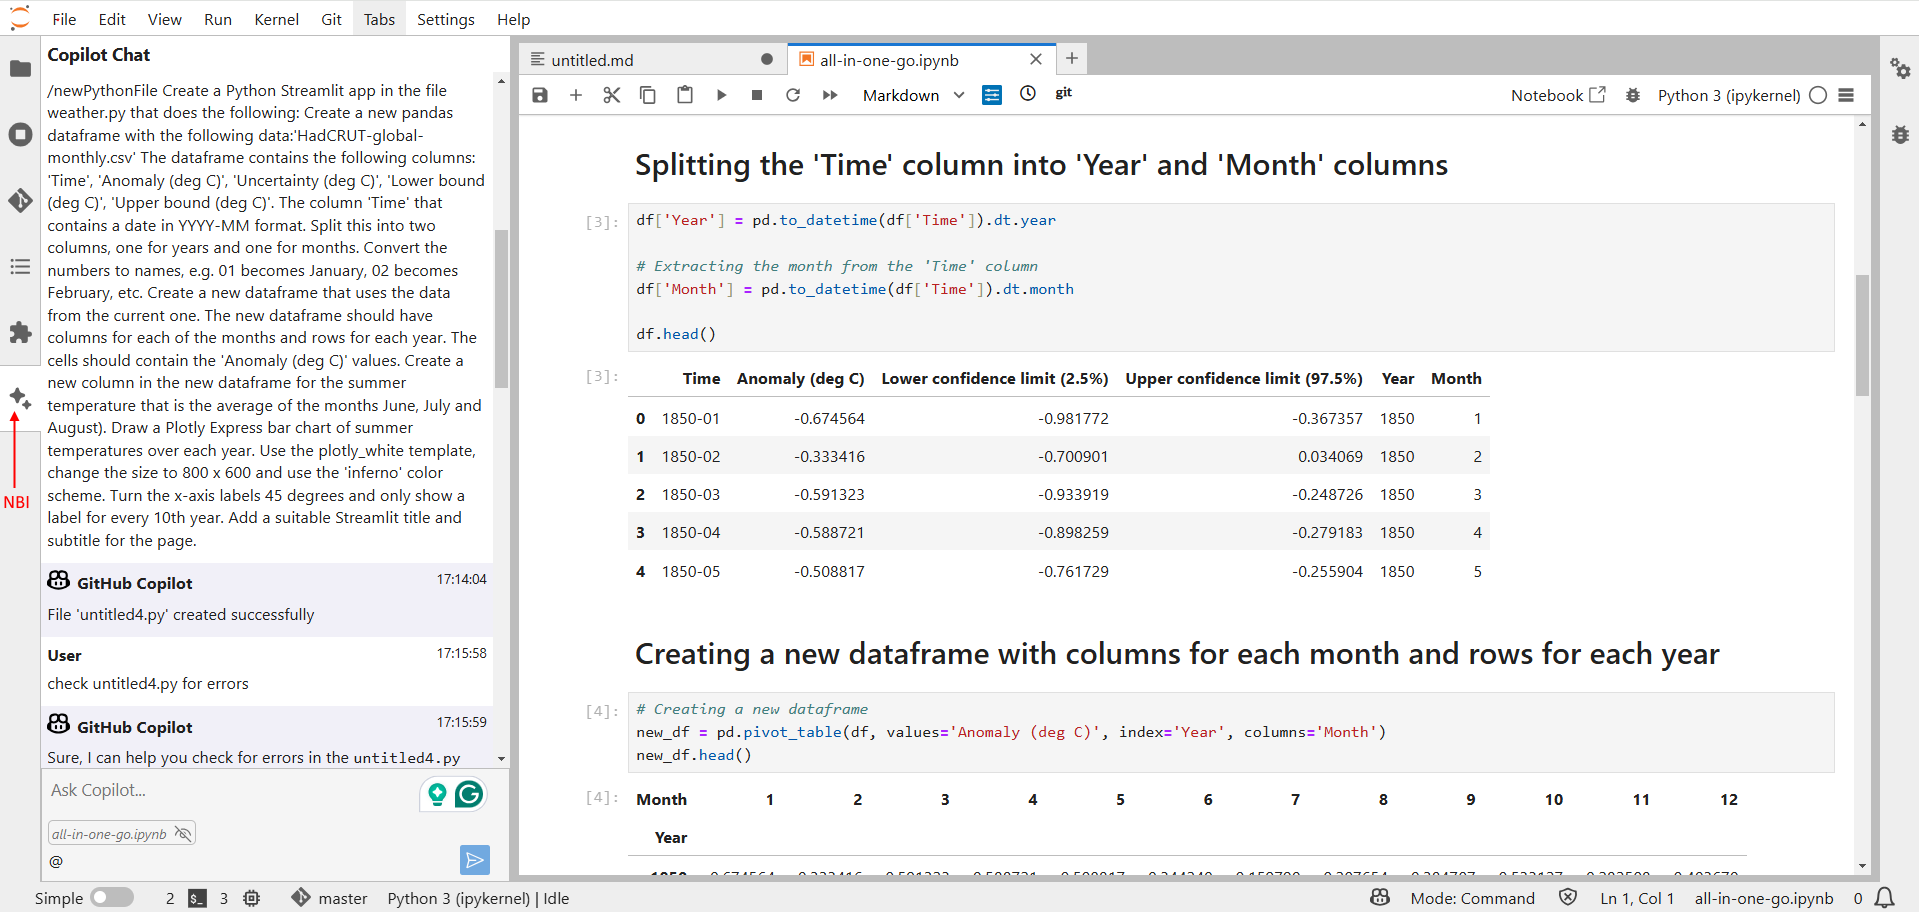 File Edit View Run Kernel Git Tabs Settings Help
Copilot Chat
/newPythonFile Create a Python Streamlit app in the file
weather.py that does the following: Create a new pandas
dataframe with the following data:'HadCRUT-global-
monthly.csv' The dataframe contains the following columns:
'Time', 'Anomaly (deg C)', 'Uncertainty (deg C)', 'Lower bound
(deg C)', 'Upper bound (deg C)'. The column 'Time' that
contains a date in YYYY-MM format. Split this into two
columns, one for years and one for months. Convert the
numbers to names, e.g. 01 becomes January, 02 becomes
February, etc. Create a new dataframe that uses the data
from the current one. The new dataframe should have
columns for each of the months and rows for each year. The
cells should contain the 'Anomaly (deg C)' values. Create a
new column in the new dataframe for the summer
temperature that is the average of the months June, July and
August). Draw a Plotly Express bar chart of summer
temperatures over each year. Use the plotly_white template,
change the size to 800 x 600 and use the 'inferno' color
scheme. Turn the x-axis labels 45 degrees and only show a
label for every 10th year. Add a suitable Streamlit title and
subtitle for the page.
NBI
GitHub Copilot 17:14:04
File 'untitled4.py' created successfully
User 17:15:58
check untitled4.py for errors
GitHub Copilot 17:15:59
Sure, I can help you check for errors in the untitled4.py
Ask Copilot...
all-in-one-go.ipynb
@
untitled.md all-in-one-go.ipynb
Markdown git Notebook Python 3 (ipykernel)
Splitting the 'Time' column into 'Year' and 'Month' columns
[3]: df['Year'] = pd.to_datetime(df['Time']).dt.year
# Extracting the month from the 'Time' column
df['Month'] = pd.to_datetime(df['Time']).dt.month
df.head()
[3]: Time Anomaly (deg C) Lower confidence limit (2.5%) Upper confidence limit (97.5%) Year Month
0 1850-01 -0.674564 -0.981772 -0.367357 1850 1
1 1850-02 -0.333416 -0.700901 0.034069 1850 2
2 1850-03 -0.591323 -0.933919 -0.248726 1850 3
3 1850-04 -0.588721 -0.898259 -0.279183 1850 4
4 1850-05 -0.508817 -0.761729 -0.255904 1850 5
Creating a new dataframe with columns for each month and rows for each year
[4]: # Creating a new dataframe
new_df = pd.pivot_table(df, values='Anomaly (deg C)', index='Year', columns='Month')
new_df.head()
[4]: Month 1 2 3 4 5 6 7 8 9 10 11 12
Year
Simple 2 $_ 3 master Python 3 (ipykernel) | Idle Mode: Command Ln 1, Col 1 all-in-one-go.ipynb 0